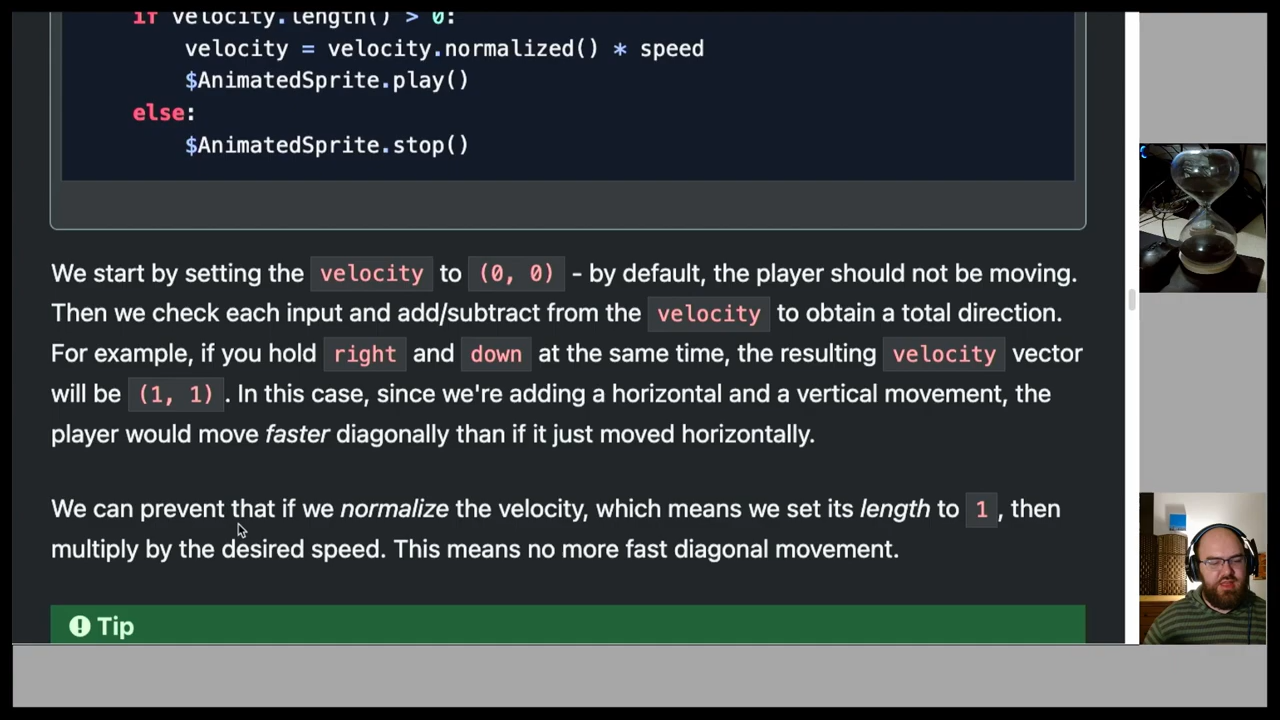 if velocity.length() > 0:
velocity = velocity.normalized() * speed
$AnimatedSprite.play()
else:
$AnimatedSprite.stop()
We start by setting the velocity to (0, 0) - by default, the player should not be moving.
Then we check each input and add/subtract from the velocity to obtain a total direction.
For example, if you hold right and down at the same time, the resulting velocity vector
will be (1, 1). In this case, since we're adding a horizontal and a vertical movement, the
player would move faster diagonally than if it just moved horizontally.
We can prevent that if we normalize the velocity, which means we set its length to 1, then
multiply by the desired speed. This means no more fast diagonal movement.
Tip